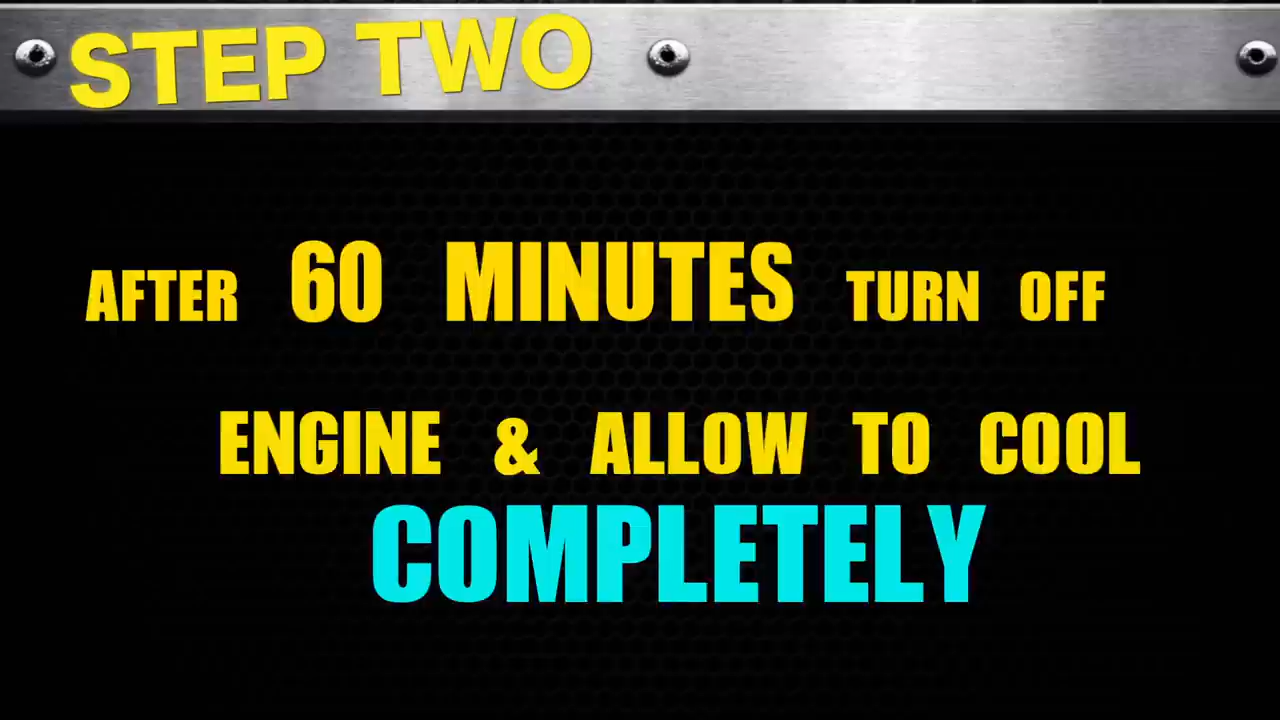 STEP TWO
AFTER 60 MINUTES TURN OFF
ENGINE & ALLOW TO COOL
COMPLETELY